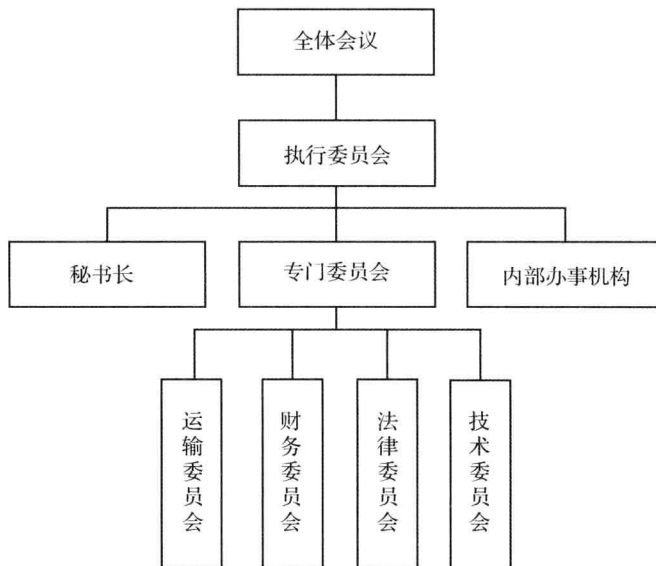 全体会议
执行委员会
秘书长
专门委员会
内部办事机构
运输委员会
财务委员会
法律委员会
技术委员会